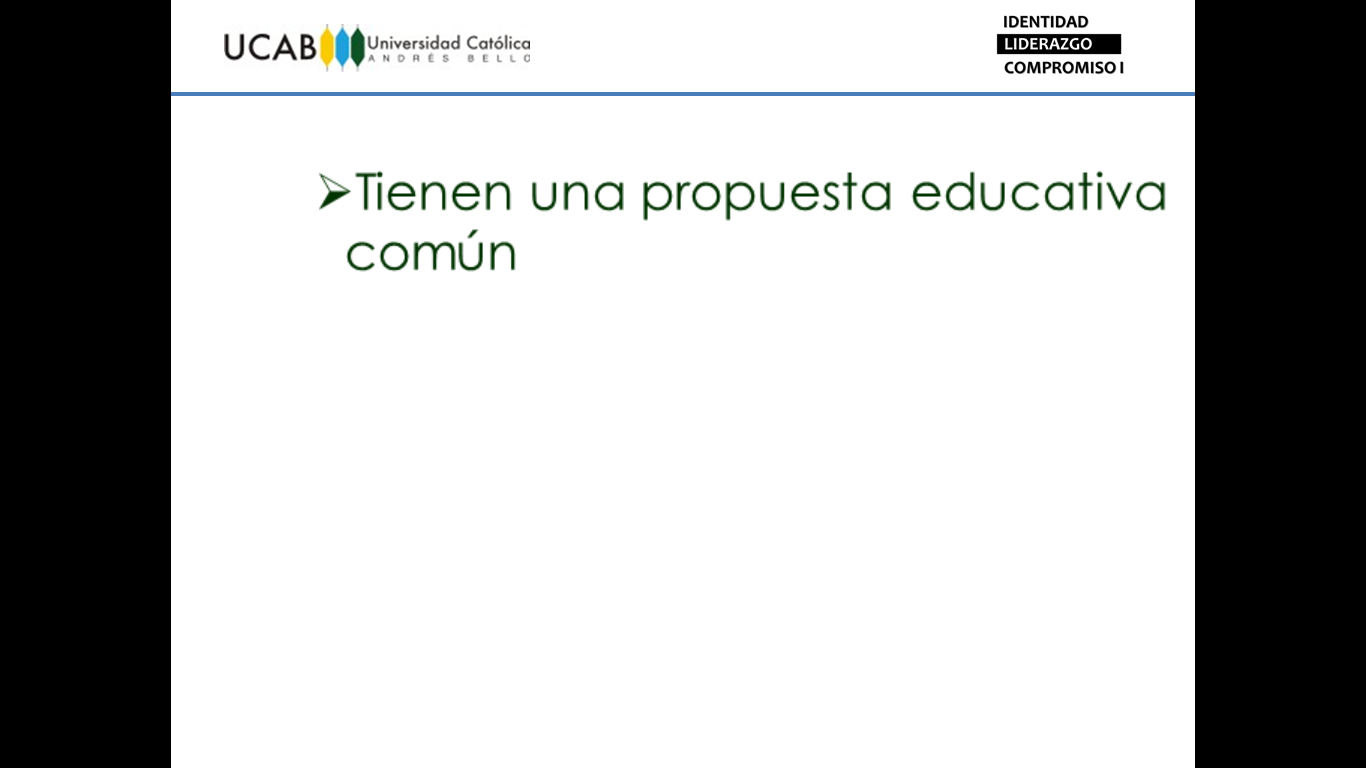 UCAB Universidad Católica
ANDRÉS BELLO
IDENTIDAD
LIDERAZGO
COMPROMISO I
Tienen una propuesta educativa
común